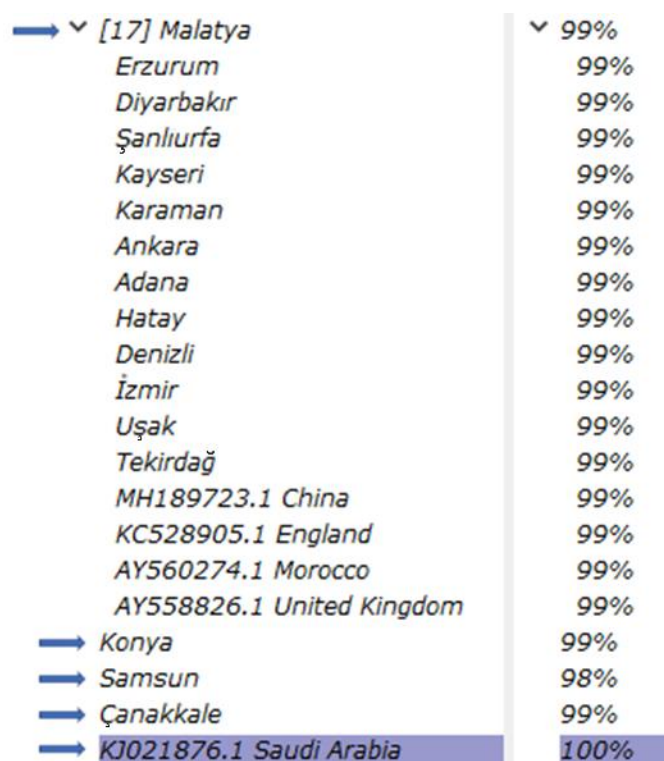 [17] Malatya 99%
Erzurum 99%
Diyarbakır 99%
Şanlıurfa 99%
Kayseri 99%
Karaman 99%
Ankara 99%
Adana 99%
Hatay 99%
Denizli 99%
İzmir 99%
Uşak 99%
Tekirdağ 99%
MH189723.1 China 99%
KC528905.1 England 99%
AY560274.1 Morocco 99%
AY558826.1 United Kingdom 99%
Konya 99%
Samsun 98%
Çanakkale 99%
KJ021876.1 Saudi Arabia 100%